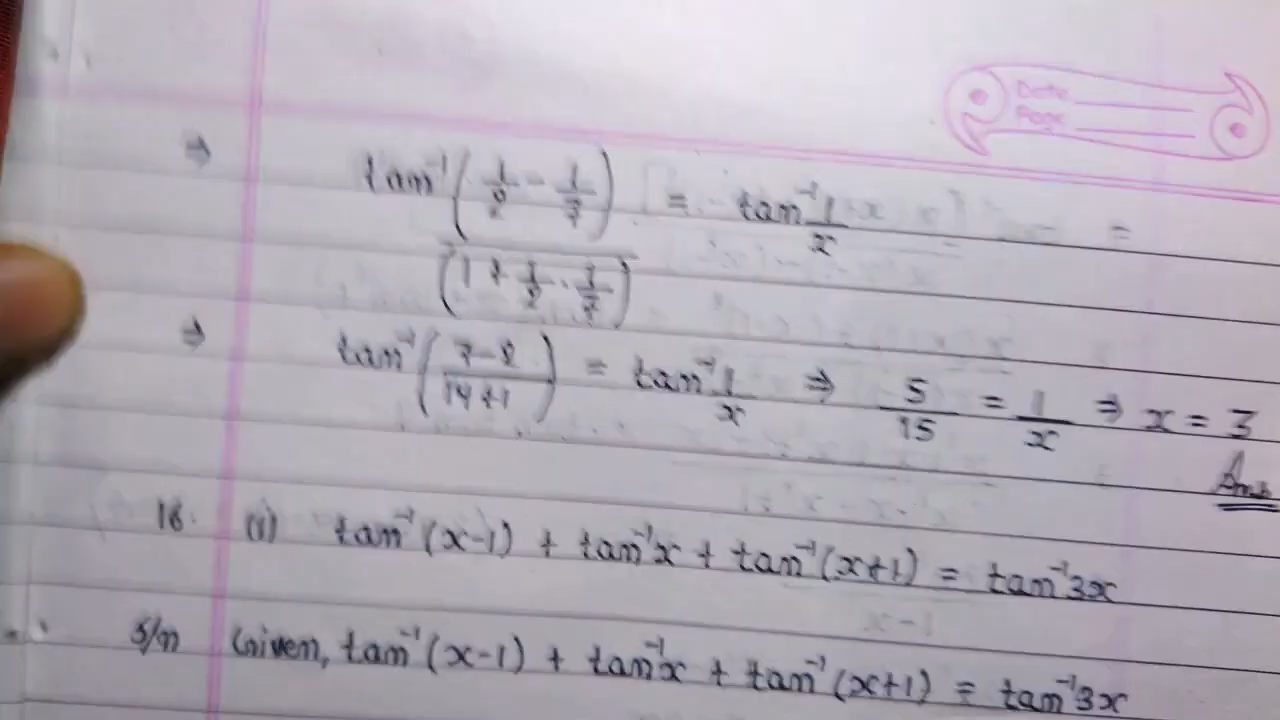 Date
Page
⇒ tan⁻¹(1/2 - 1/7) = tan⁻¹ 1/x =
(1 + 1/2 · 1/7)
⇒ tan⁻¹(7-2/14+1) = tan⁻¹ 1/x ⇒ 5/15 = 1/x ⇒ x = 3
Ans
16. (i) tan⁻¹(x-1) + tan⁻¹x + tan⁻¹(x+1) = tan⁻¹3x
S/n Given, tan⁻¹(x-1) + tan⁻¹x + tan⁻¹(x+1) = tan⁻¹3x